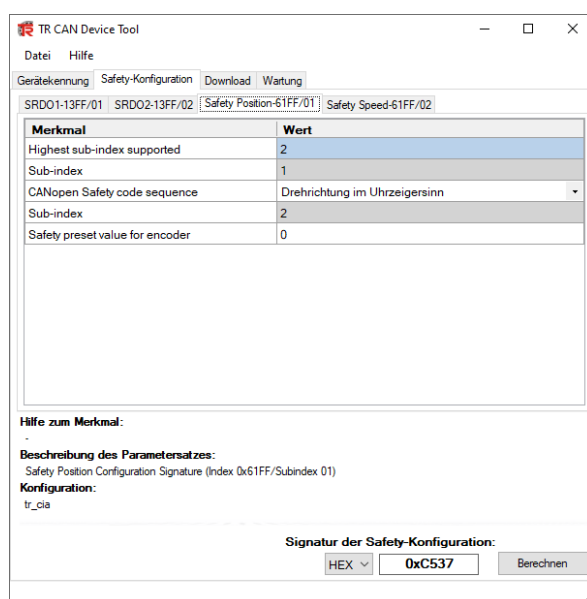 TR CAN Device Tool
Datei Hilfe
Gerätekennung Safety-Konfiguration Download Wartung
SRDO1-13FF/01 SRDO2-13FF/02 Safety Position-61FF/01 Safety Speed-61FF/02
Merkmal Wert
Highest sub-index supported 2
Sub-index 1
CANopen Safety code sequence Drehrichtung im Uhrzeigersinn
Sub-index 2
Safety preset value for encoder 0
Hilfe zum Merkmal:
-
Beschreibung des Parametersatzes:
Safety Position Configuration Signature (Index 0x61FF/Subindex 01)
Konfiguration:
tr_cia
Signatur der Safety-Konfiguration:
HEX 0xC537 Berechnen